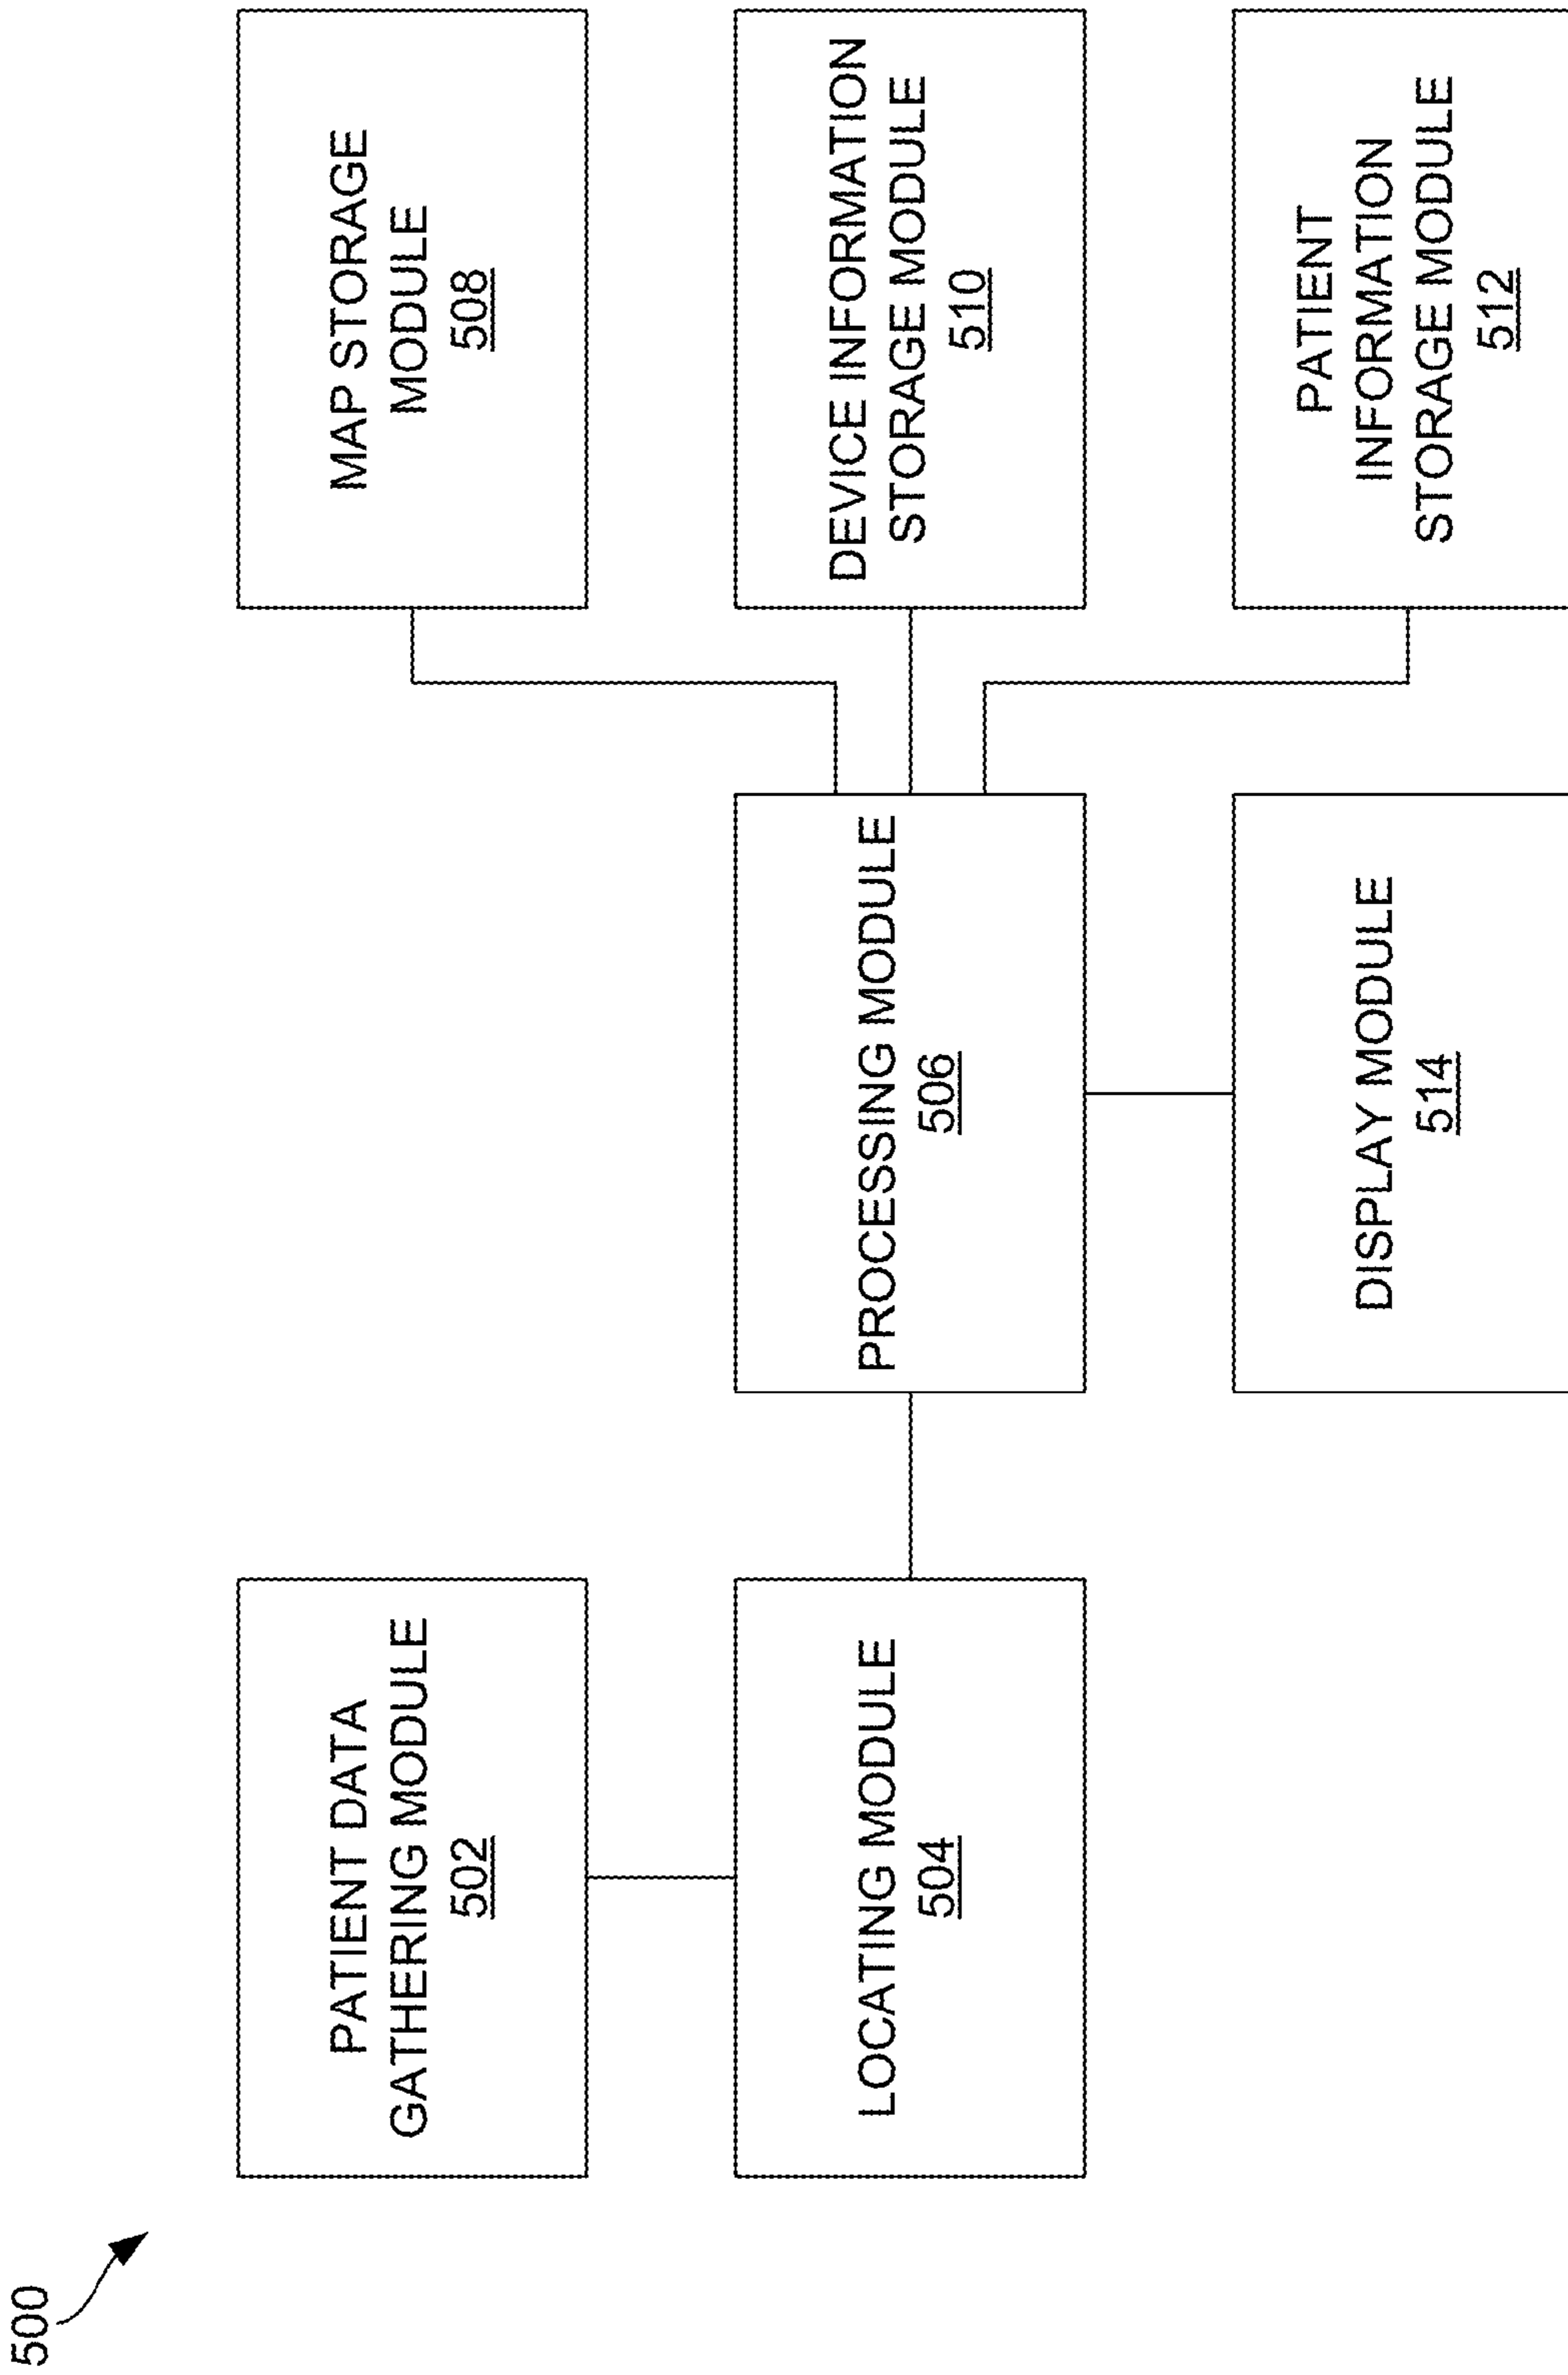 500
PATIENT DATA
GATHERING MODULE
502
LOCATING MODULE
504
PROCESSING MODULE
506
MAP STORAGE
MODULE
508
DEVICE INFORMATION
STORAGE MODULE
510
PATIENT
INFORMATION
STORAGE MODULE
512
DISPLAY MODULE
514